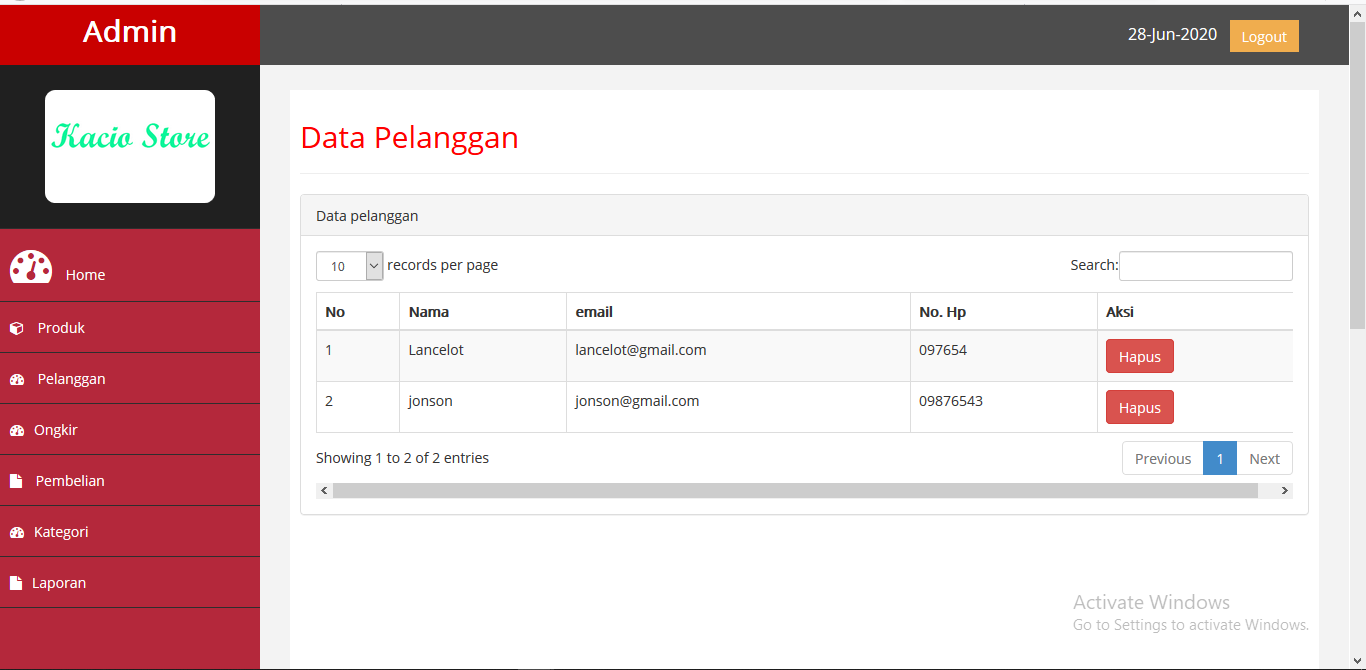 Admin
28-Jun-2020 Logout
Kacio Store
Home
Produk
Pelanggan
Ongkir
Pembelian
Kategori
Laporan
Data Pelanggan
Data pelanggan
10 records per page Search:
No Nama email No. Hp Aksi
1 Lancelot lancelot@gmail.com 097654 Hapus
2 jonson jonson@gmail.com 09876543 Hapus
Showing 1 to 2 of 2 entries Previous 1 Next
Activate Windows
Go to Settings to activate Windows.